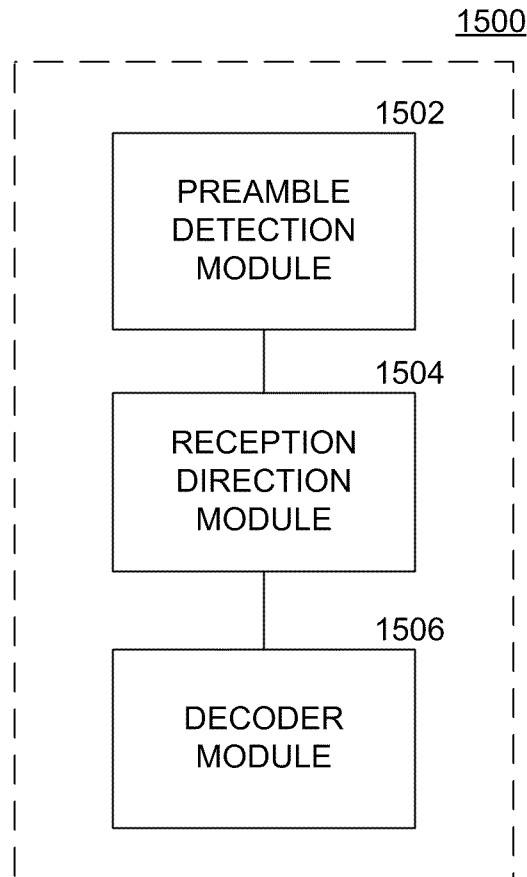 1500
1502
PREAMBLE
DETECTION
MODULE
1504
RECEPTION
DIRECTION
MODULE
1506
DECODER
MODULE